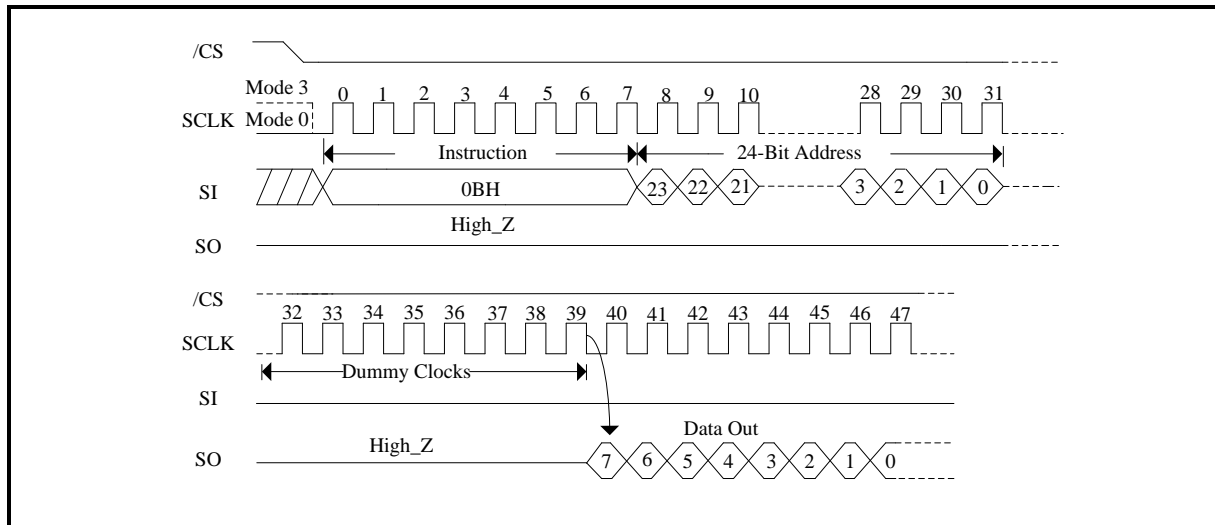 /CS
Mode 3
SCLK Mode 0
0 1 2 3 4 5 6 7 8 9 10 28 29 30 31
Instruction 24-Bit Address
SI 0BH 23 22 21 3 2 1 0
High_Z
SO
/CS
32 33 34 35 36 37 38 39 40 41 42 43 44 45 46 47
SCLK
Dummy Clocks
SI
High_Z Data Out
SO 7 6 5 4 3 2 1 0